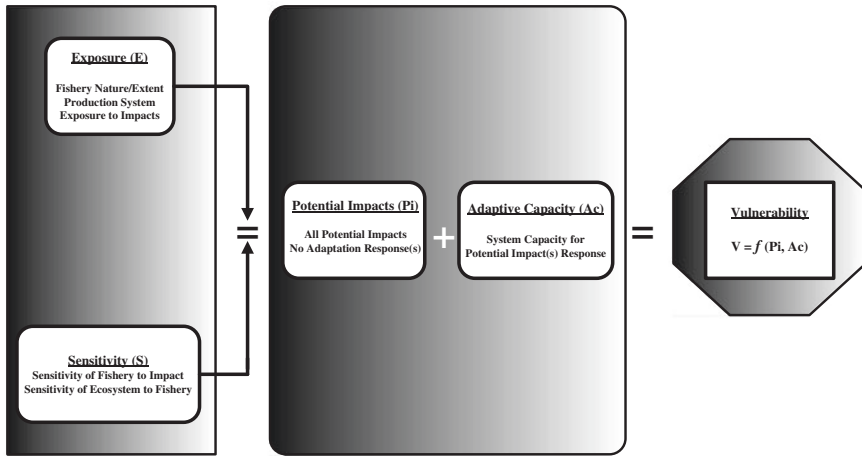 Exposure (E)
Fishery Nature/Extent
Production System
Exposure to Impacts
Sensitivity (S)
Sensitivity of Fishery to Impact
Sensitivity of Ecosystem to Fishery
=
Potential Impacts (Pi)
All Potential Impacts
No Adaptation Response(s)
+
Adaptive Capacity (Ac)
System Capacity for
Potential Impact(s) Response
=
Vulnerability
V = f (Pi, Ac)